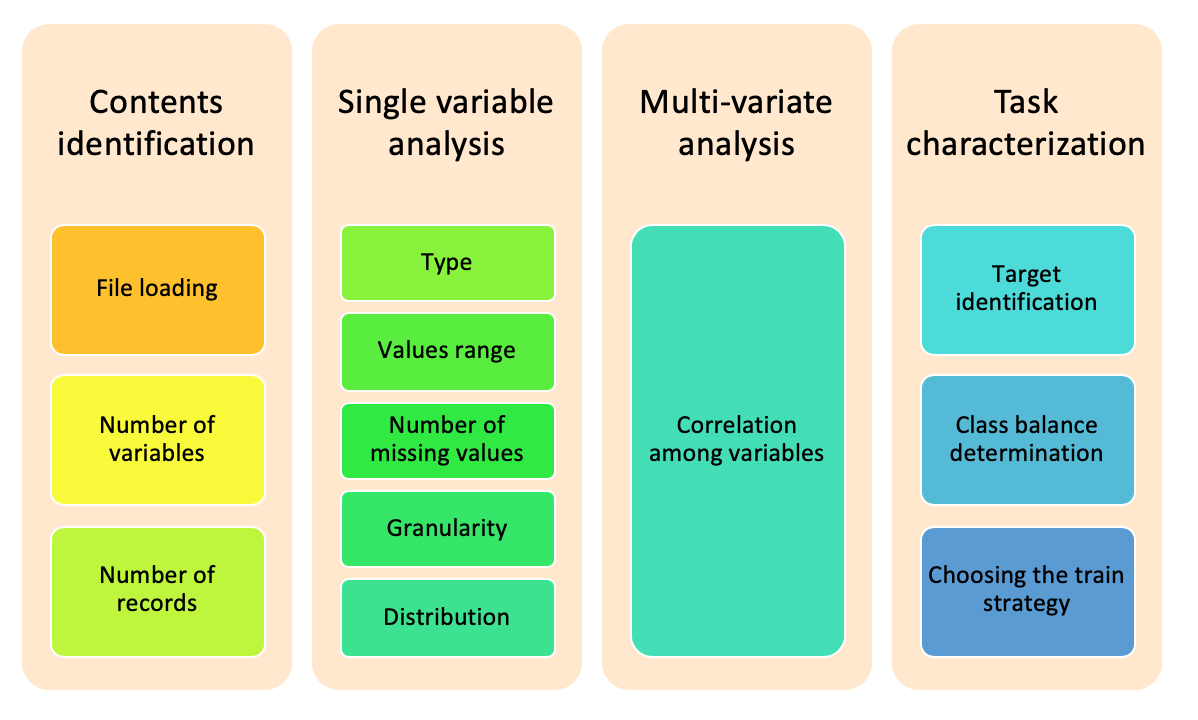 Contents
identification
File loading
Number of
variables
Number of
records
Single variable
analysis
Type
Values range
Number of
missing values
Granularity
Distribution
Multi-variate
analysis
Correlation
among variables
Task
characterization
Target
identification
Class balance
determination
Choosing the train
strategy